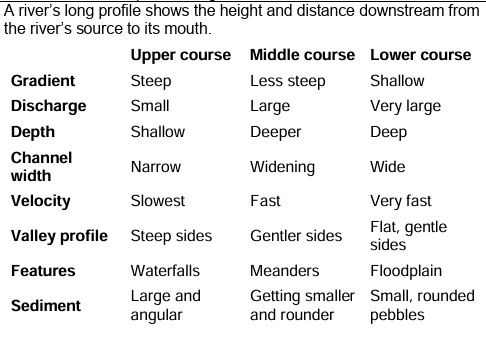 A river's long profile shows the height and distance downstream from
the river's source to its mouth.
Upper course Middle course Lower course
Gradient Steep Less steep Shallow
Discharge Small Large Very large
Depth Shallow Deeper Deep
Channel
width Narrow Widening Wide
Velocity Slowest Fast Very fast
Valley profile Steep sides Gentler sides Flat, gentle
sides
Features Waterfalls Meanders Floodplain
Sediment Large and Getting smaller Small, rounded
angular and rounder pebbles